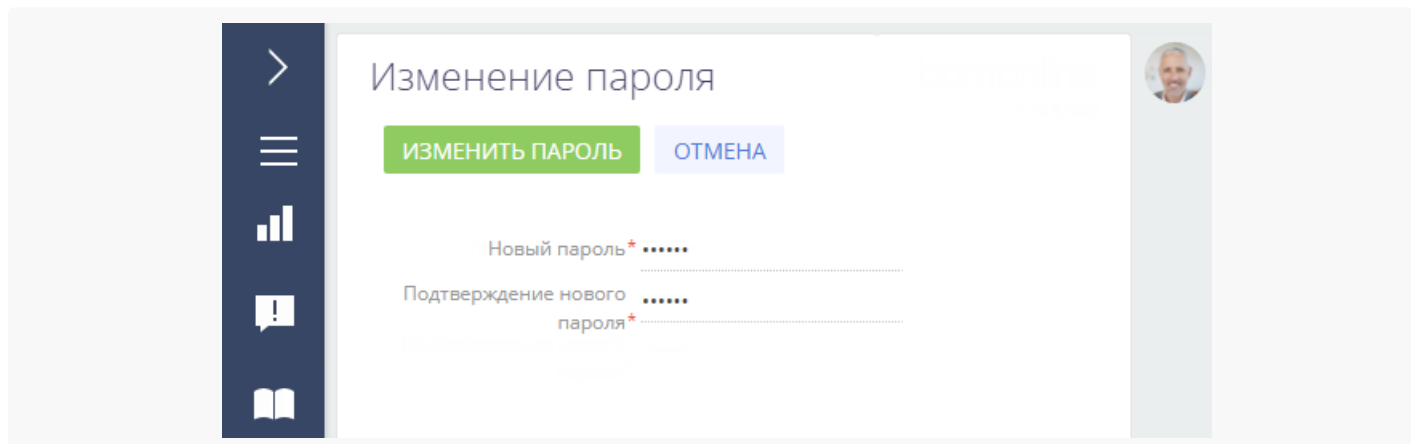 Изменение пароля
ИЗМЕНИТЬ ПАРОЛЬ ОТМЕНА
Новый пароль* ••••••
Подтверждение нового ••••••
пароля*